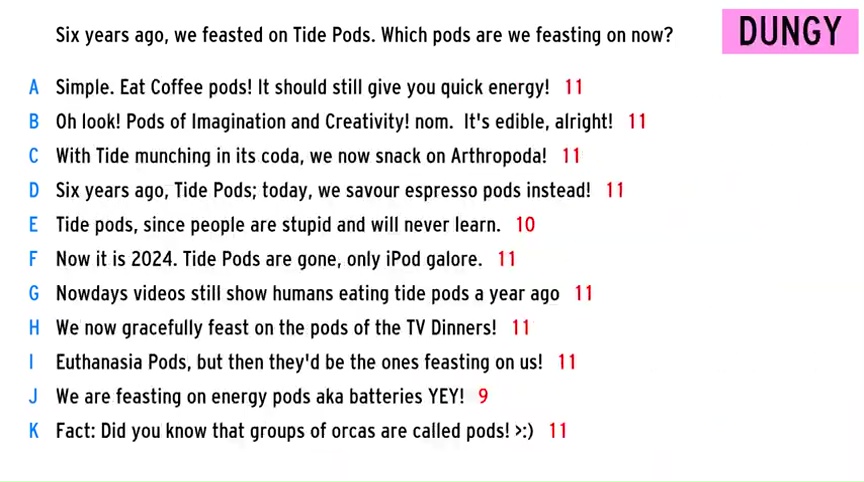 Six years ago, we feasted on Tide Pods. Which pods are we feasting on now?
DUNGY
A Simple. Eat Coffee pods! It should still give you quick energy! 11
B Oh look! Pods of Imagination and Creativity! nom. It's edible, alright! 11
C With Tide munching in its coda, we now snack on Arthropoda! 11
D Six years ago, Tide Pods; today, we savour espresso pods instead! 11
E Tide pods, since people are stupid and will never learn. 10
F Now it is 2024. Tide Pods are gone, only iPod galore. 11
G Nowdays videos still show humans eating tide pods a year ago 11
H We now gracefully feast on the pods of the TV Dinners! 11
I Euthanasia Pods, but then they'd be the ones feasting on us! 11
J We are feasting on energy pods aka batteries YEY! 9
K Fact: Did you know that groups of orcas are called pods! >:) 11